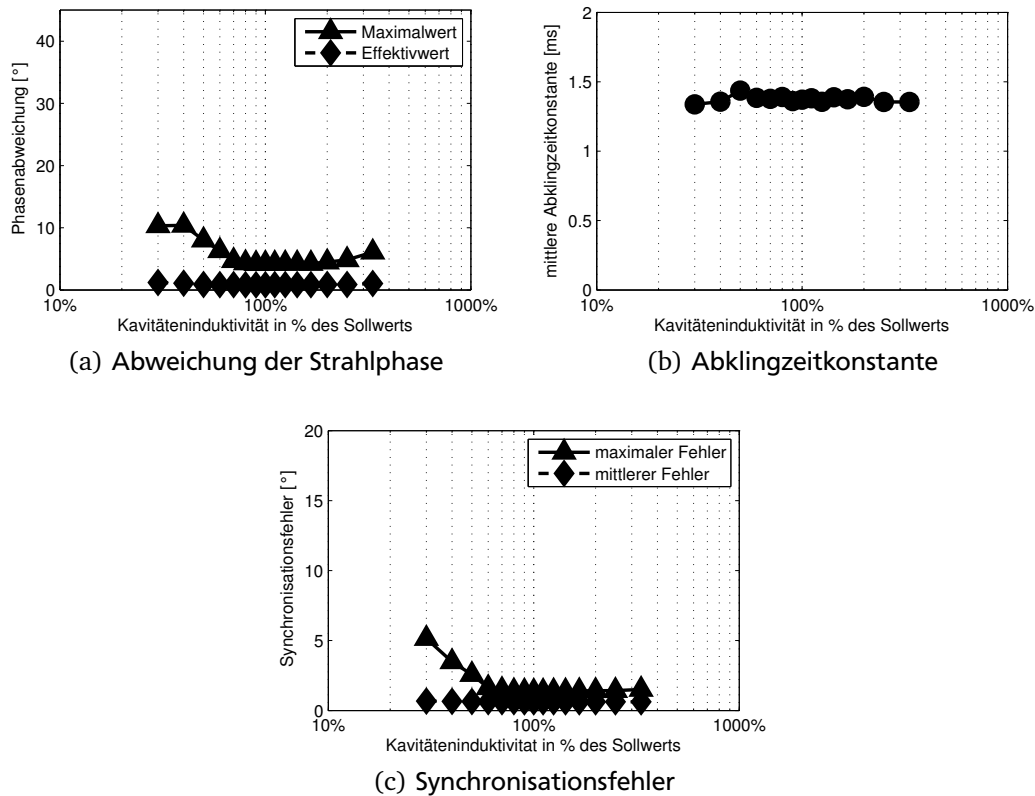 Phasenabweichung [°]
40
30
20
10
0
10%
100%
1000%
Maximalwert
Effektivwert
Kavitäteninduktivität in % des Sollwerts
(a) Abweichung der Strahlphase
mittlere Abklingzeitkonstante [ms]
2
1.5
1
0.5
0
10%
100%
1000%
Kavitäteninduktivität in % des Sollwerts
(b) Abklingzeitkonstante
Synchronisationsfehler [°]
20
15
10
5
0
10%
100%
1000%
maximaler Fehler
mittlerer Fehler
Kavitäteninduktivitat in % des Sollwerts
(c) Synchronisationsfehler